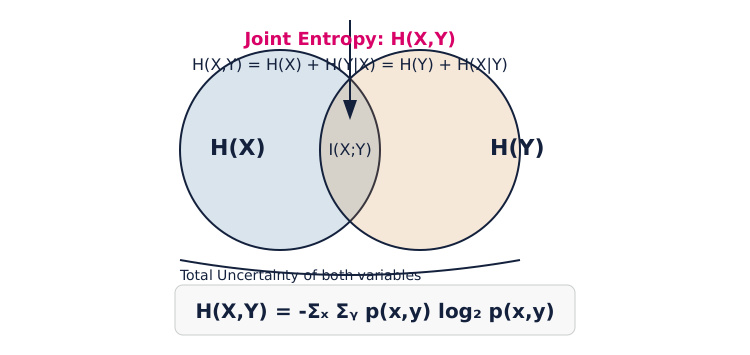 Joint Entropy: H(X,Y)
H(X,Y) = H(X) + H(Y|X) = H(Y) + H(X|Y)
H(X)
I(X;Y)
H(Y)
Total Uncertainty of both variables
H(X,Y) = -Σₓ Σᵧ p(x,y) log₂ p(x,y)